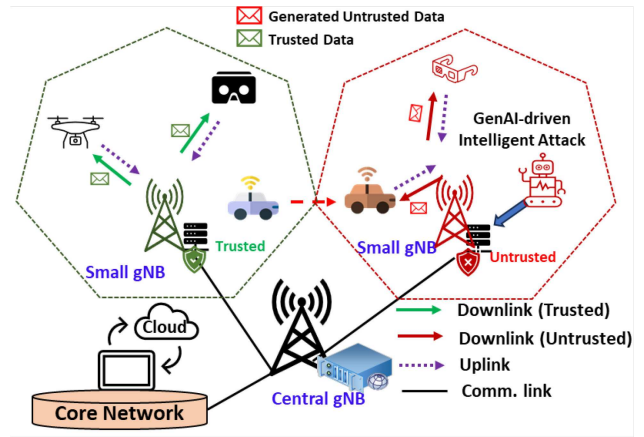 Generated Untrusted Data
Trusted Data
GenAI-driven
Intelligent Attack
Trusted
Small gNB
Small gNB
Untrusted
Cloud
Core Network
Central gNB
Downlink (Trusted)
Downlink (Untrusted)
Uplink
Comm. link